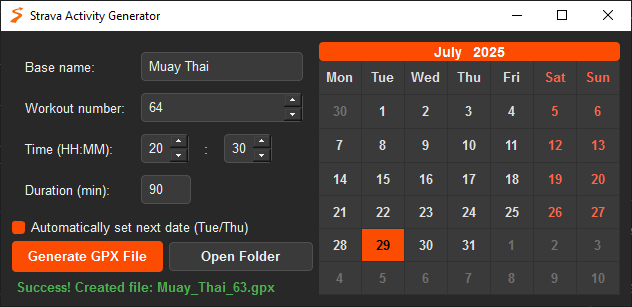 Strava Activity Generator
Base name: Muay Thai
Workout number: 64
Time (HH:MM): 20 : 30
Duration (min): 90
Automatically set next date (Tue/Thu)
Generate GPX File Open Folder
Success! Created file: Muay_Thai_63.gpx
July 2025
Mon Tue Wed Thu Fri Sat Sun
30 1 2 3 4 5 6
7 8 9 10 11 12 13
14 15 16 17 18 19 20
21 22 23 24 25 26 27
28 29 30 31 1 2 3
4 5 6 7 8 9 10